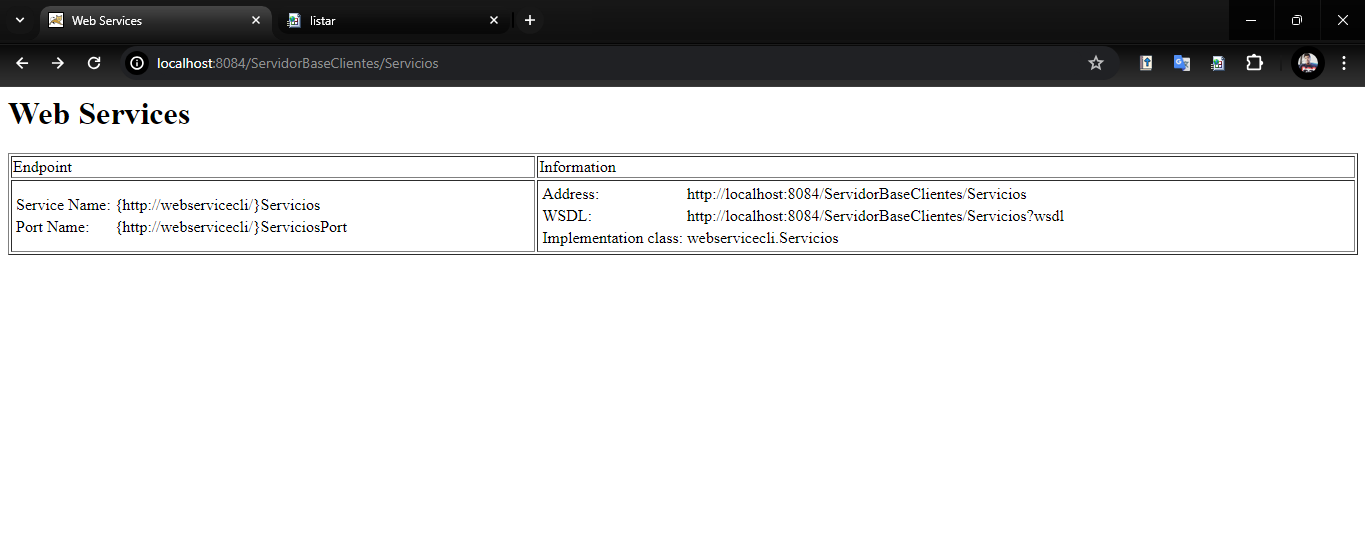 Web Services
listar
localhost:8084/ServidorBaseClientes/Servicios
Web Services
Endpoint
Information
Service Name: {http://webservicecli/}Servicios
Port Name: {http://webservicecli/}ServiciosPort
Address: http://localhost:8084/ServidorBaseClientes/Servicios
WSDL: http://localhost:8084/ServidorBaseClientes/Servicios?wsdl
Implementation class: webservicecli.Servicios